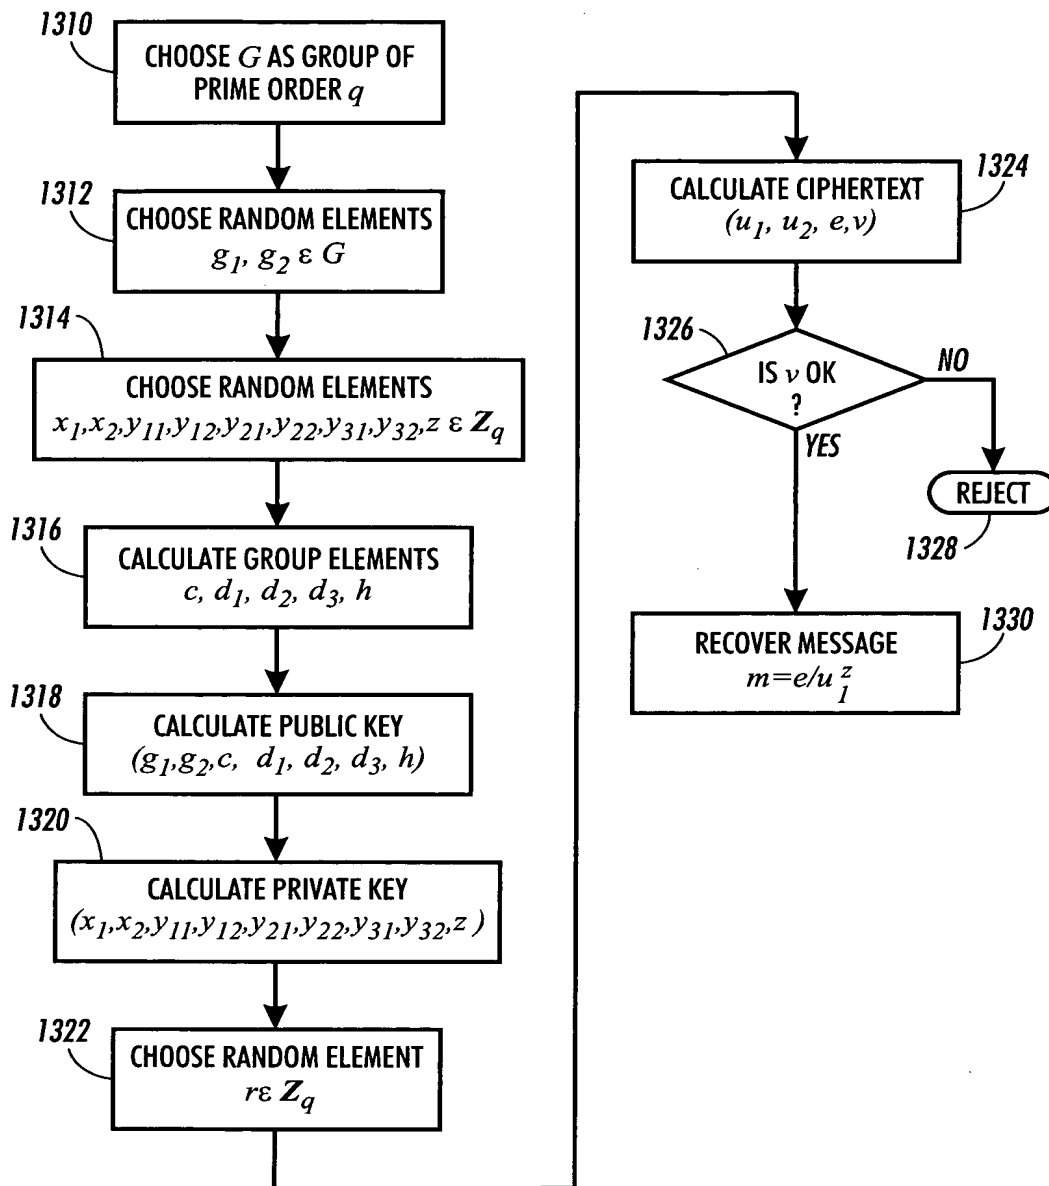 1310
CHOOSE G AS GROUP OF
PRIME ORDER q
1312
CHOOSE RANDOM ELEMENTS
g1, g2 ε G
1314
CHOOSE RANDOM ELEMENTS
x1,x2,y11,y12,y21,y22,y31,y32,z ε Zq
1316
CALCULATE GROUP ELEMENTS
c, d1, d2, d3, h
1318
CALCULATE PUBLIC KEY
(g1,g2,c, d1, d2, d3, h)
1320
CALCULATE PRIVATE KEY
(x1,x2,y11,y12,y21,y22,y31,y32,z )
1322
CHOOSE RANDOM ELEMENT
rε Zq
1324
CALCULATE CIPHERTEXT
(u1, u2, e,v)
1326
IS v OK
?
NO
YES
REJECT
1328
1330
RECOVER MESSAGE
m=e/u1^z